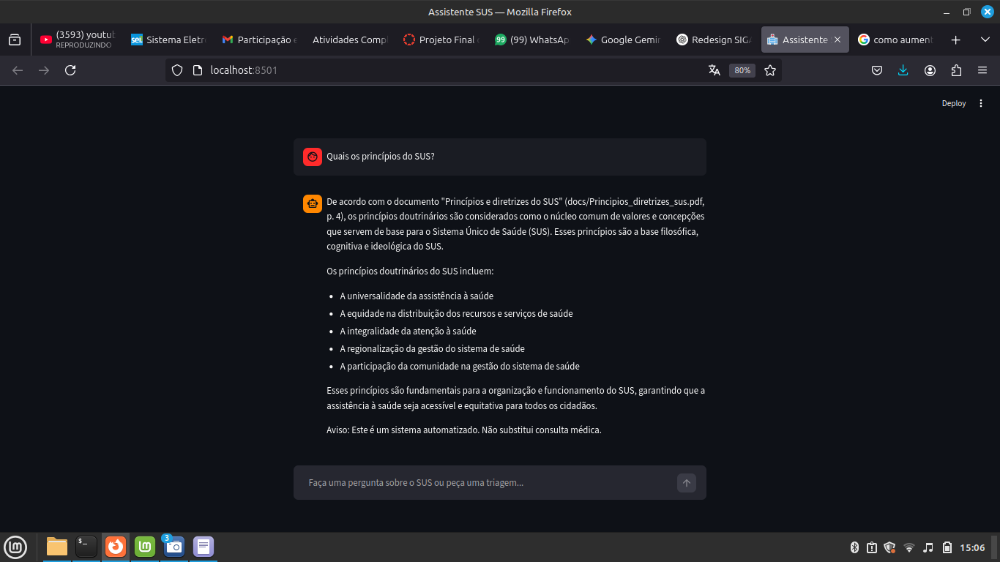 Assistente SUS — Mozilla Firefox
(3593) youtub
REPRODUZINDO
sei. Sistema Eletr
Participação e
Atividades Compl
Projeto Final
99 (99) WhatsAp
Google Gemir
Redesign SIGA
Assistente
como aument
localhost:8501
80%
Deploy
Quais os princípios do SUS?
De acordo com o documento "Princípios e diretrizes do SUS" (docs/Principios_diretrizes_sus.pdf,
p. 4), os princípios doutrinários são considerados como o núcleo comum de valores e concepções
que servem de base para o Sistema Único de Saúde (SUS). Esses princípios são a base filosófica,
cognitiva e ideológica do SUS.
Os princípios doutrinários do SUS incluem:
• A universalidade da assistência à saúde
• A equidade na distribuição dos recursos e serviços de saúde
• A integralidade da atenção à saúde
• A regionalização da gestão do sistema de saúde
• A participação da comunidade na gestão do sistema de saúde
Esses princípios são fundamentais para a organização e funcionamento do SUS, garantindo que a
assistência à saúde seja acessível e equitativa para todos os cidadãos.
Aviso: Este é um sistema automatizado. Não substitui consulta médica.
Faça uma pergunta sobre o SUS ou peça uma triagem...
3
15:06